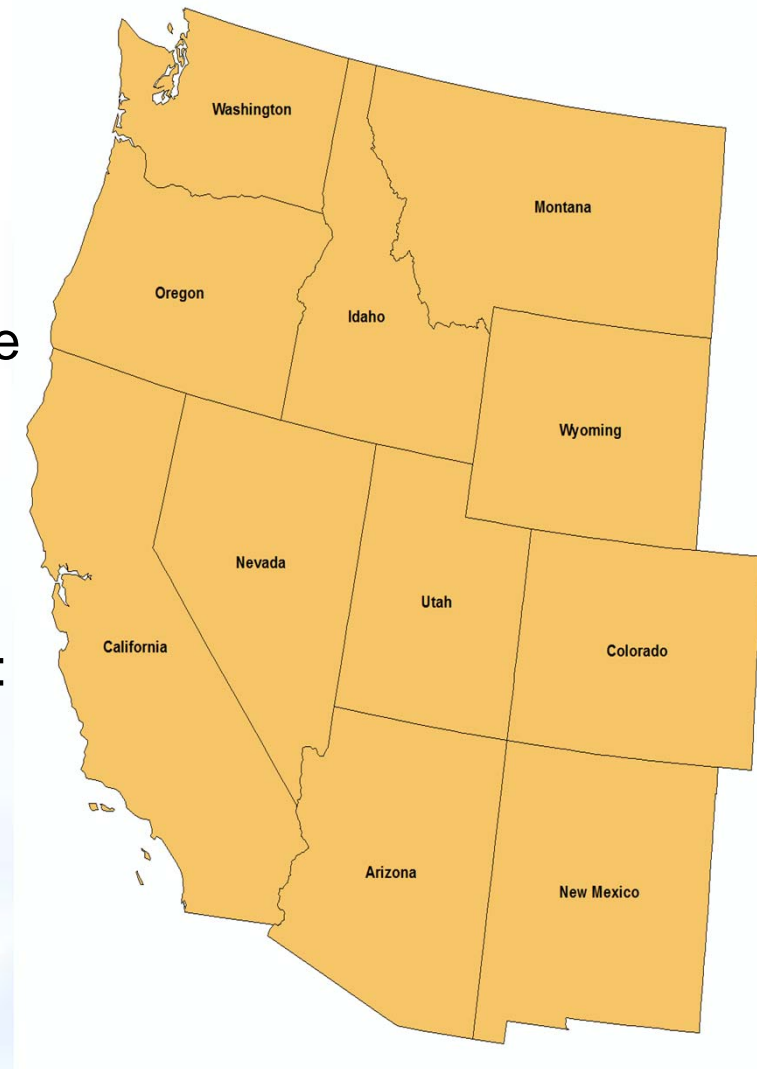 Washington
Montana
Oregon
Idaho
e
Wyoming
Nevada
Utah
California
Colorado
:
Arizona
New Mexico